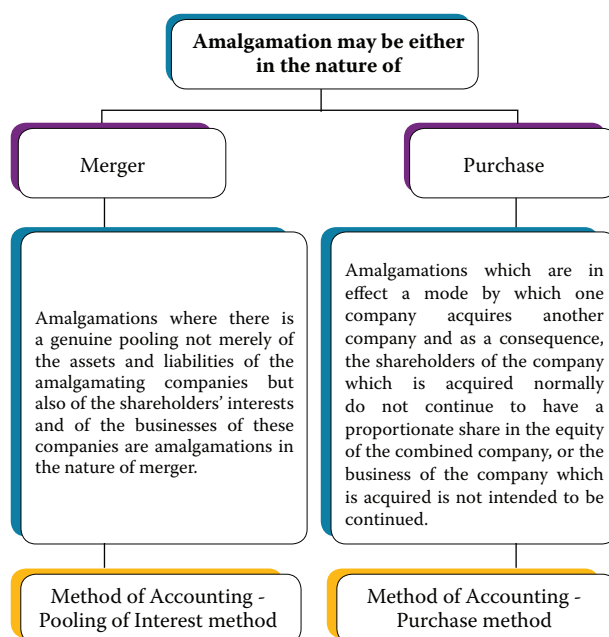 Amalgamation may be either
in the nature of
Merger
Purchase
Amalgamations where there is
a genuine pooling not merely of
the assets and liabilities of the
amalgamating companies but
also of the shareholders' interests
and of the businesses of these
companies are amalgamations in
the nature of merger.
Amalgamations which are in
effect a mode by which one
company acquires another
company and as a consequence,
the shareholders of the company
which is acquired normally
do not continue to have a
proportionate share in the equity
of the combined company, or the
business of the company which
is acquired is not intended to be
continued.
Method of Accounting -
Pooling of Interest method
Method of Accounting -
Purchase method